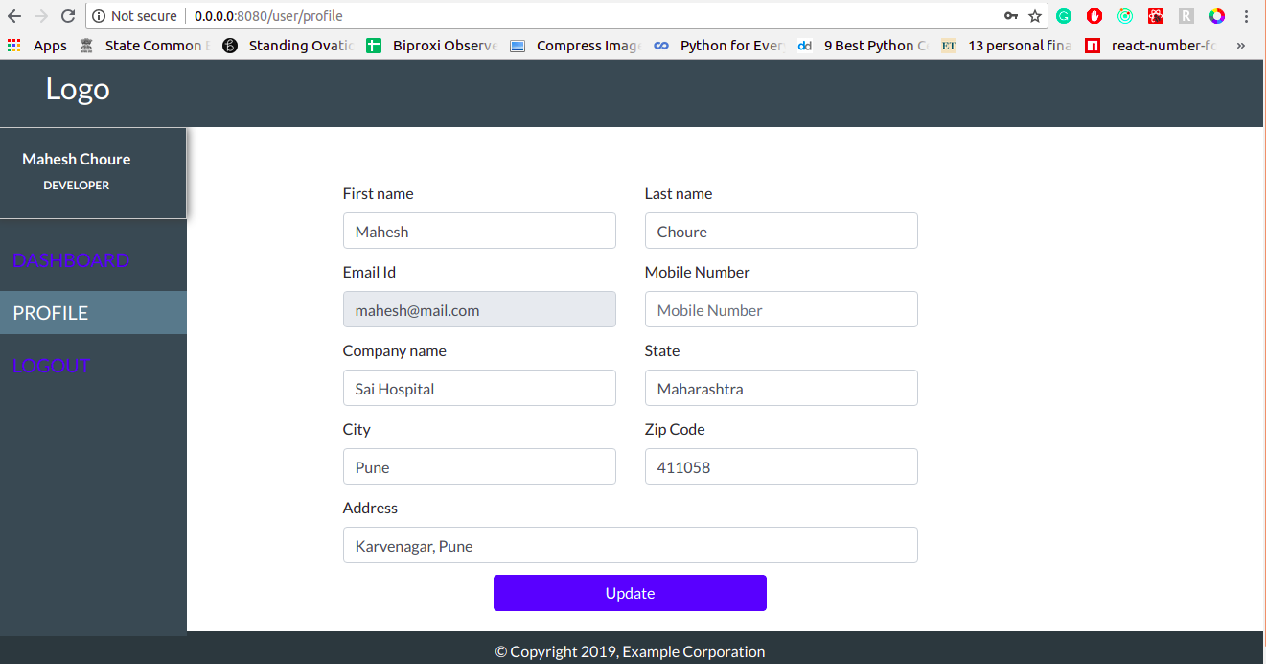 Not secure 0.0.0.0:8080/user/profile
Apps State Common E Standing Ovatio Biproxi Observe Compress Imag Python for Every 9 Best Python C 13 personal fina react-number-fo »
Logo
Mahesh Choure
DEVELOPER
DASHBOARD
PROFILE
LOGOUT
First name Last name
Mahesh Choure
Email Id Mobile Number
mahesh@mail.com Mobile Number
Company name State
Sai Hospital Maharashtra
City Zip Code
Pune 411058
Address
Karvenagar, Pune
Update
© Copyright 2019, Example Corporation